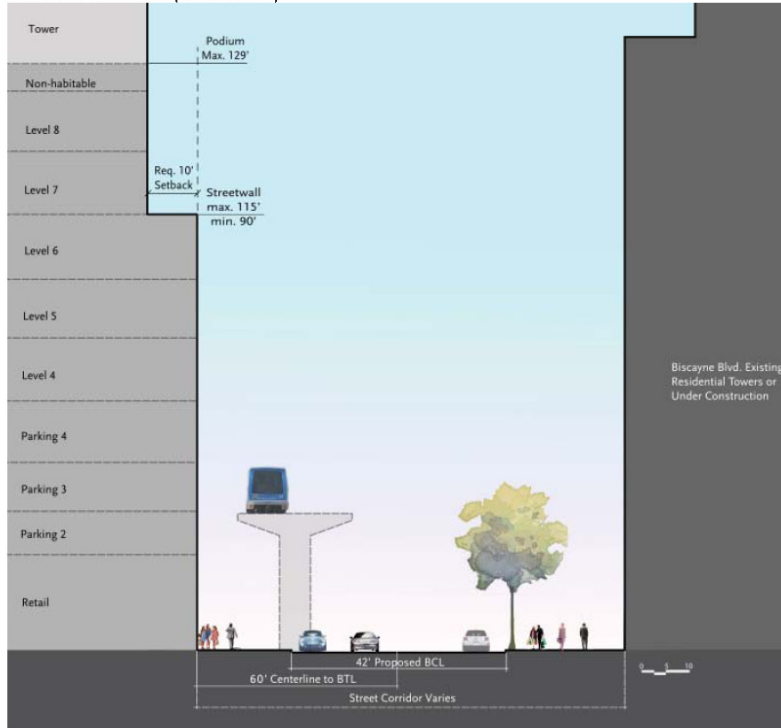 Tower
Podium
Max. 129'
Non-habitable
Level 8
Req. 10'
Setback
Level 7
Streetwall
max. 115'
min. 90'
Level 6
Level 5
Level 4
Biscayne Blvd. Existing
Residential Towers or
Under Construction
Parking 4
Parking 3
Parking 2
Retail
42' Proposed BCL
60' Centerline to BTL
0 5 10
Street Corridor Varies